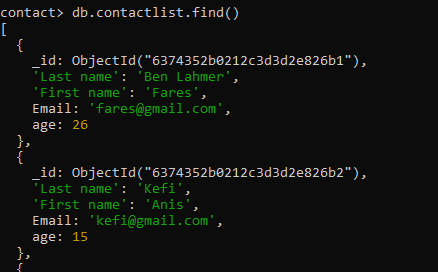 contact> db.contactlist.find()
[
  {
    _id: ObjectId("6374352b0212c3d3d2e826b1"),
    'Last name': 'Ben Lahmer',
    'First name': 'Fares',
    Email: 'fares@gmail.com',
    age: 26
  },
  {
    _id: ObjectId("6374352b0212c3d3d2e826b2"),
    'Last name': 'Kefi',
    'First name': 'Anis',
    Email: 'kefi@gmail.com',
    age: 15
  },
  {